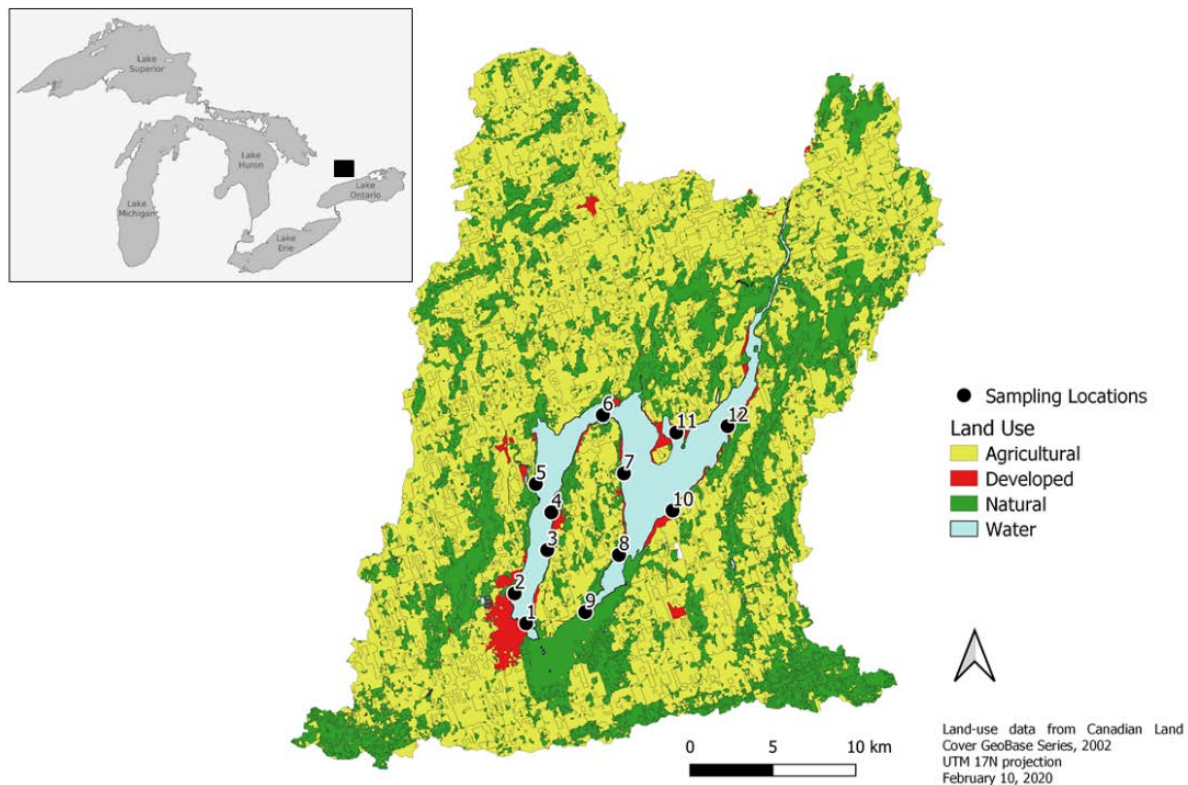 Lake
Superior
Lake
Huron
Lake
Michigan
Lake
Ontario
Lake
Erie
6
11
12
7
5
4
10
3
8
2
9
1
Sampling Locations
Land Use
Agricultural
Developed
Natural
Water
0 5 10 km
Land-use data from Canadian Land
Cover GeoBase Series, 2002
UTM 17N projection
February 10, 2020